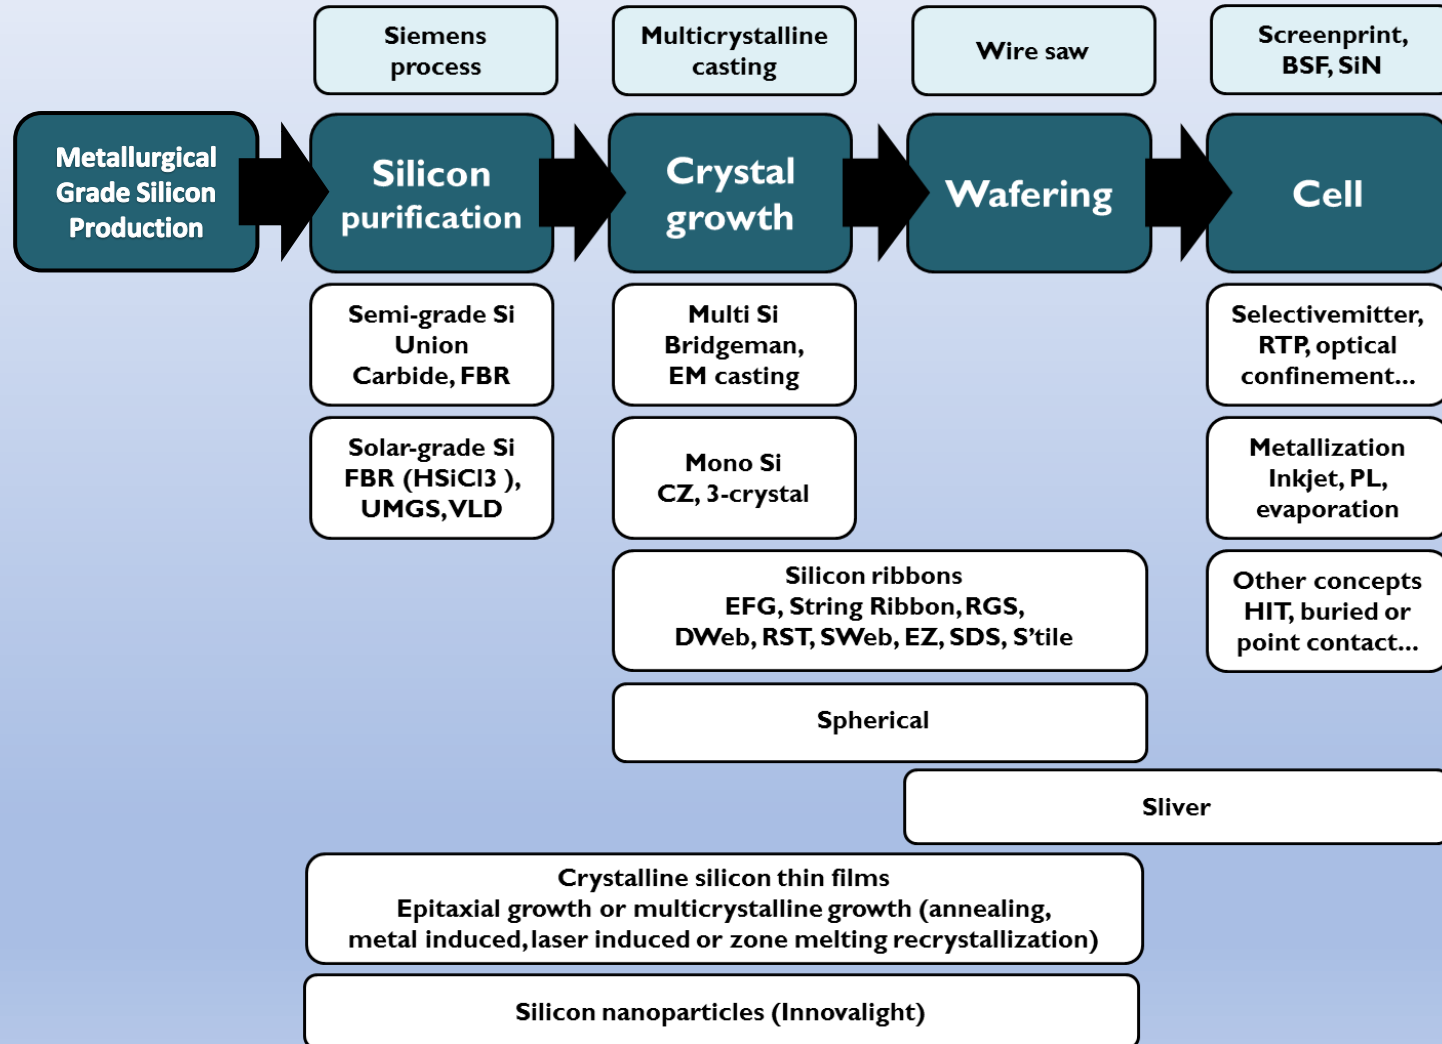 Siemens
process
Multicrystalline
casting
Wire saw
Screenprint,
BSF, SiN
Metallurgical
Grade Silicon
Production
Silicon
purification
Crystal
growth
Wafering
Cell
Semi-grade Si
Union
Carbide, FBR
Multi Si
Bridgeman,
EM casting
Selectivemitter,
RTP, optical
confinement...
Solar-grade Si
FBR (HSiCl3 ),
UMGS, VLD
Mono Si
CZ, 3-crystal
Metallization
Inkjet, PL,
evaporation
Silicon ribbons
EFG, String Ribbon, RGS,
DWeb, RST, SWeb, EZ, SDS, S’tile
Other concepts
HIT, buried or
point contact...
Spherical
Sliver
Crystalline silicon thin films
Epitaxial growth or multicrystalline growth (annealing,
metal induced, laser induced or zone melting recrystallization)
Silicon nanoparticles (Innovalight)